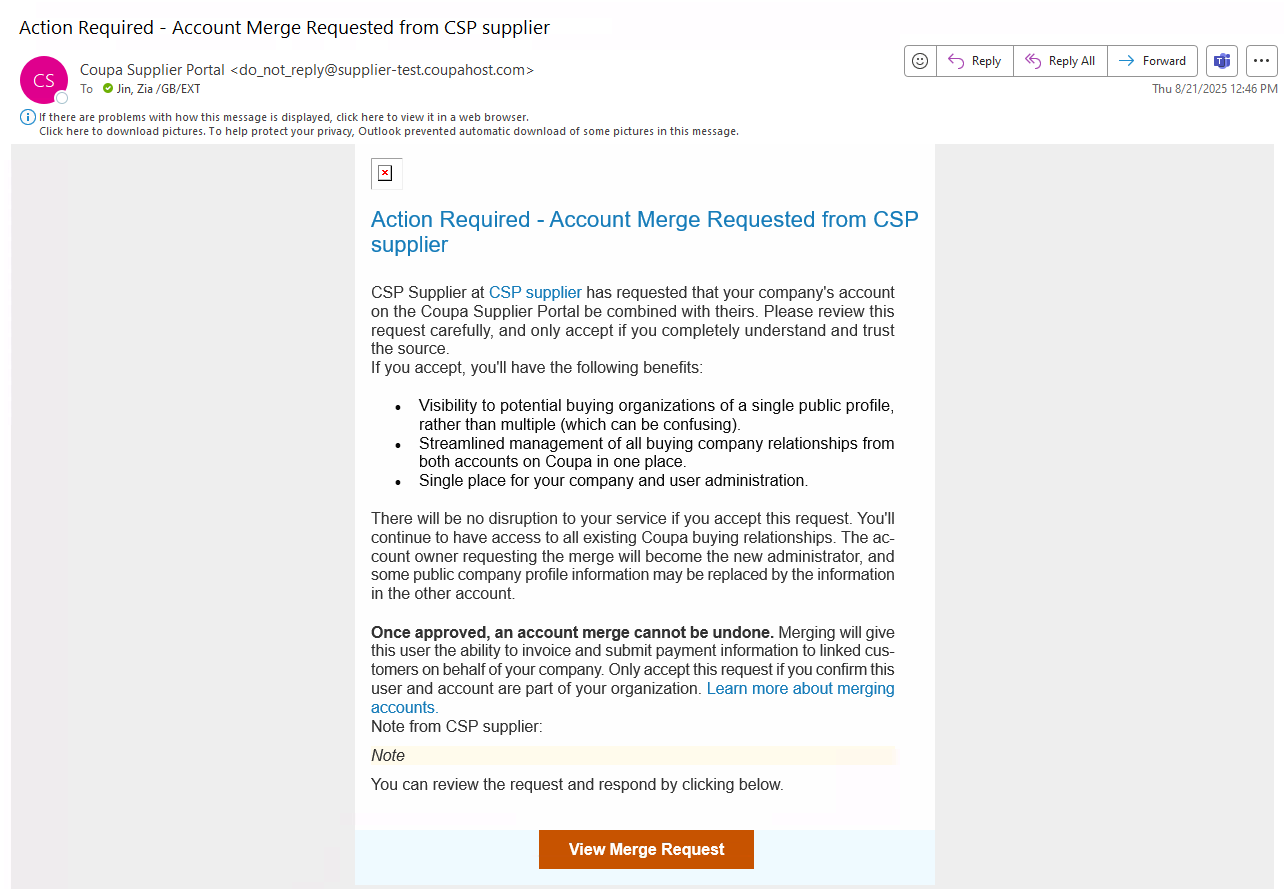 Action Required - Account Merge Requested from CSP supplier
CS
Coupa Supplier Portal <do_not_reply@supplier-test.coupahost.com>
To Jin, Zia /GB/EXT
Reply
Reply All
Forward
Thu 8/21/2025 12:46 PM
If there are problems with how this message is displayed, click here to view it in a web browser.
Click here to download pictures. To help protect your privacy, Outlook prevented automatic download of some pictures in this message.
Action Required - Account Merge Requested from CSP
supplier
CSP Supplier at CSP supplier has requested that your company's account
on the Coupa Supplier Portal be combined with theirs. Please review this
request carefully, and only accept if you completely understand and trust
the source.
If you accept, you'll have the following benefits:
• Visibility to potential buying organizations of a single public profile,
rather than multiple (which can be confusing).
• Streamlined management of all buying company relationships from
both accounts on Coupa in one place.
• Single place for your company and user administration.
There will be no disruption to your service if you accept this request. You'll
continue to have access to all existing Coupa buying relationships. The ac-
count owner requesting the merge will become the new administrator, and
some public company profile information may be replaced by the information
in the other account.
Once approved, an account merge cannot be undone. Merging will give
this user the ability to invoice and submit payment information to linked cus-
tomers on behalf of your company. Only accept this request if you confirm this
user and account are part of your organization. Learn more about merging
accounts.
Note from CSP supplier:
Note
You can review the request and respond by clicking below.
View Merge Request